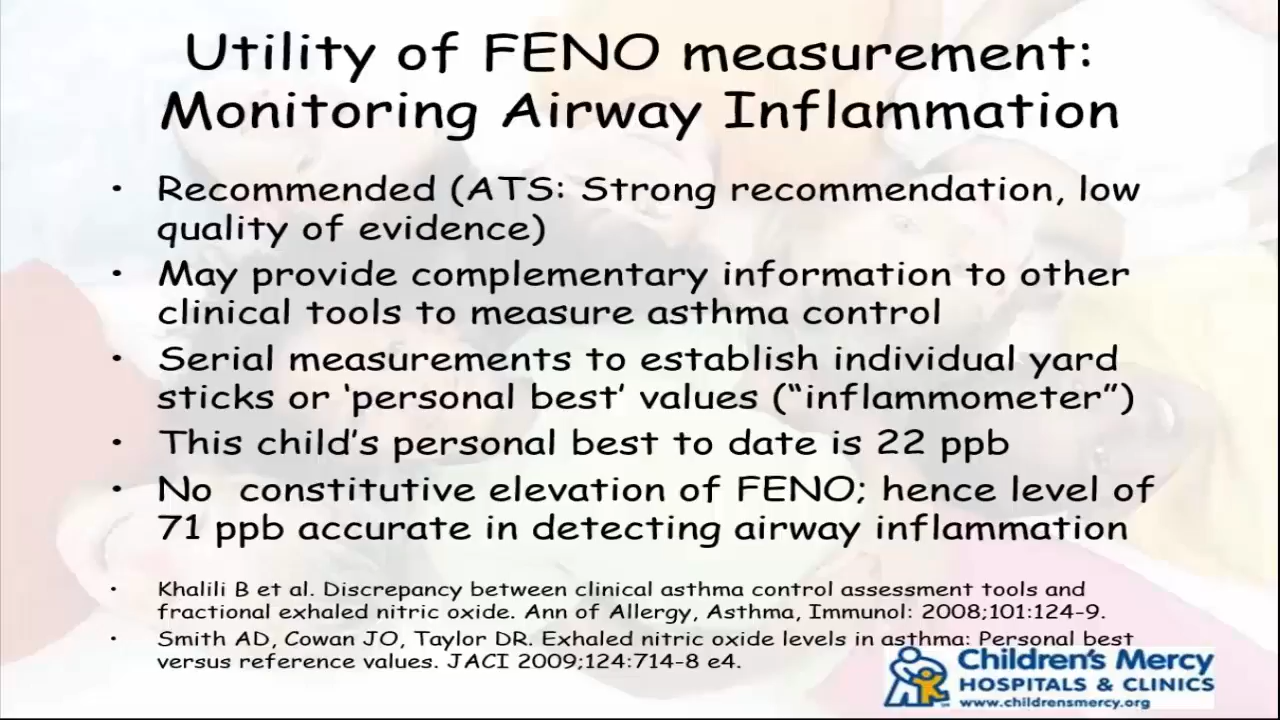 Utility of FENO measurement:
Monitoring Airway Inflammation
• Recommended (ATS: Strong recommendation, low
quality of evidence)
• May provide complementary information to other
clinical tools to measure asthma control
• Serial measurements to establish individual yard
sticks or ‘personal best’ values (“inflammometer”)
• This child’s personal best to date is 22 ppb
• No constitutive elevation of FENO; hence level of
71 ppb accurate in detecting airway inflammation
• Khalili B et al. Discrepancy between clinical asthma control assessment tools and
fractional exhaled nitric oxide. Ann of Allergy, Asthma, Immunol: 2008;101:124-9.
• Smith AD, Cowan JO, Taylor DR. Exhaled nitric oxide levels in asthma: Personal best
versus reference values. JACI 2009;124:714-8 e4.
Children's Mercy
HOSPITALS & CLINICS
www.childrensmercy.org